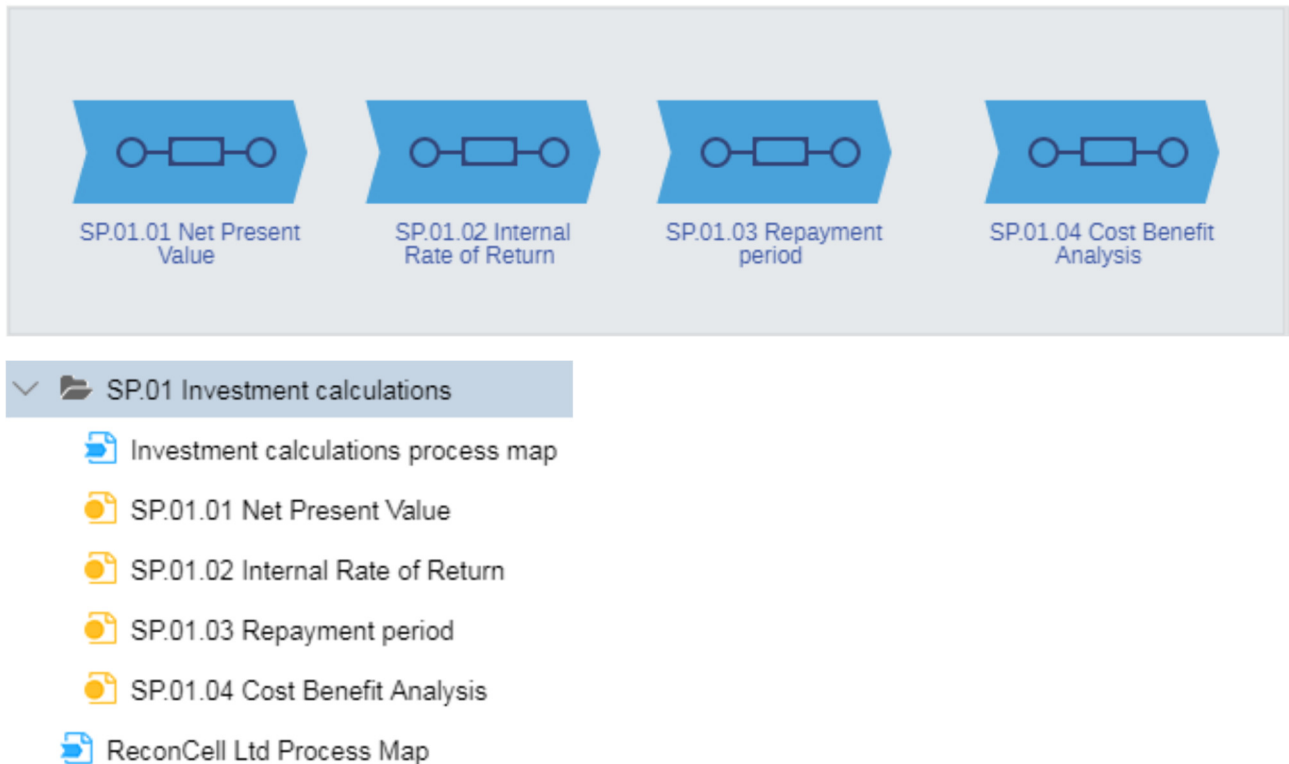 SP.01.01 Net Present
Value
SP.01.02 Internal
Rate of Return
SP.01.03 Repayment
period
SP.01.04 Cost Benefit
Analysis
SP.01 Investment calculations
Investment calculations process map
SP.01.01 Net Present Value
SP.01.02 Internal Rate of Return
SP.01.03 Repayment period
SP.01.04 Cost Benefit Analysis
ReconCell Ltd Process Map